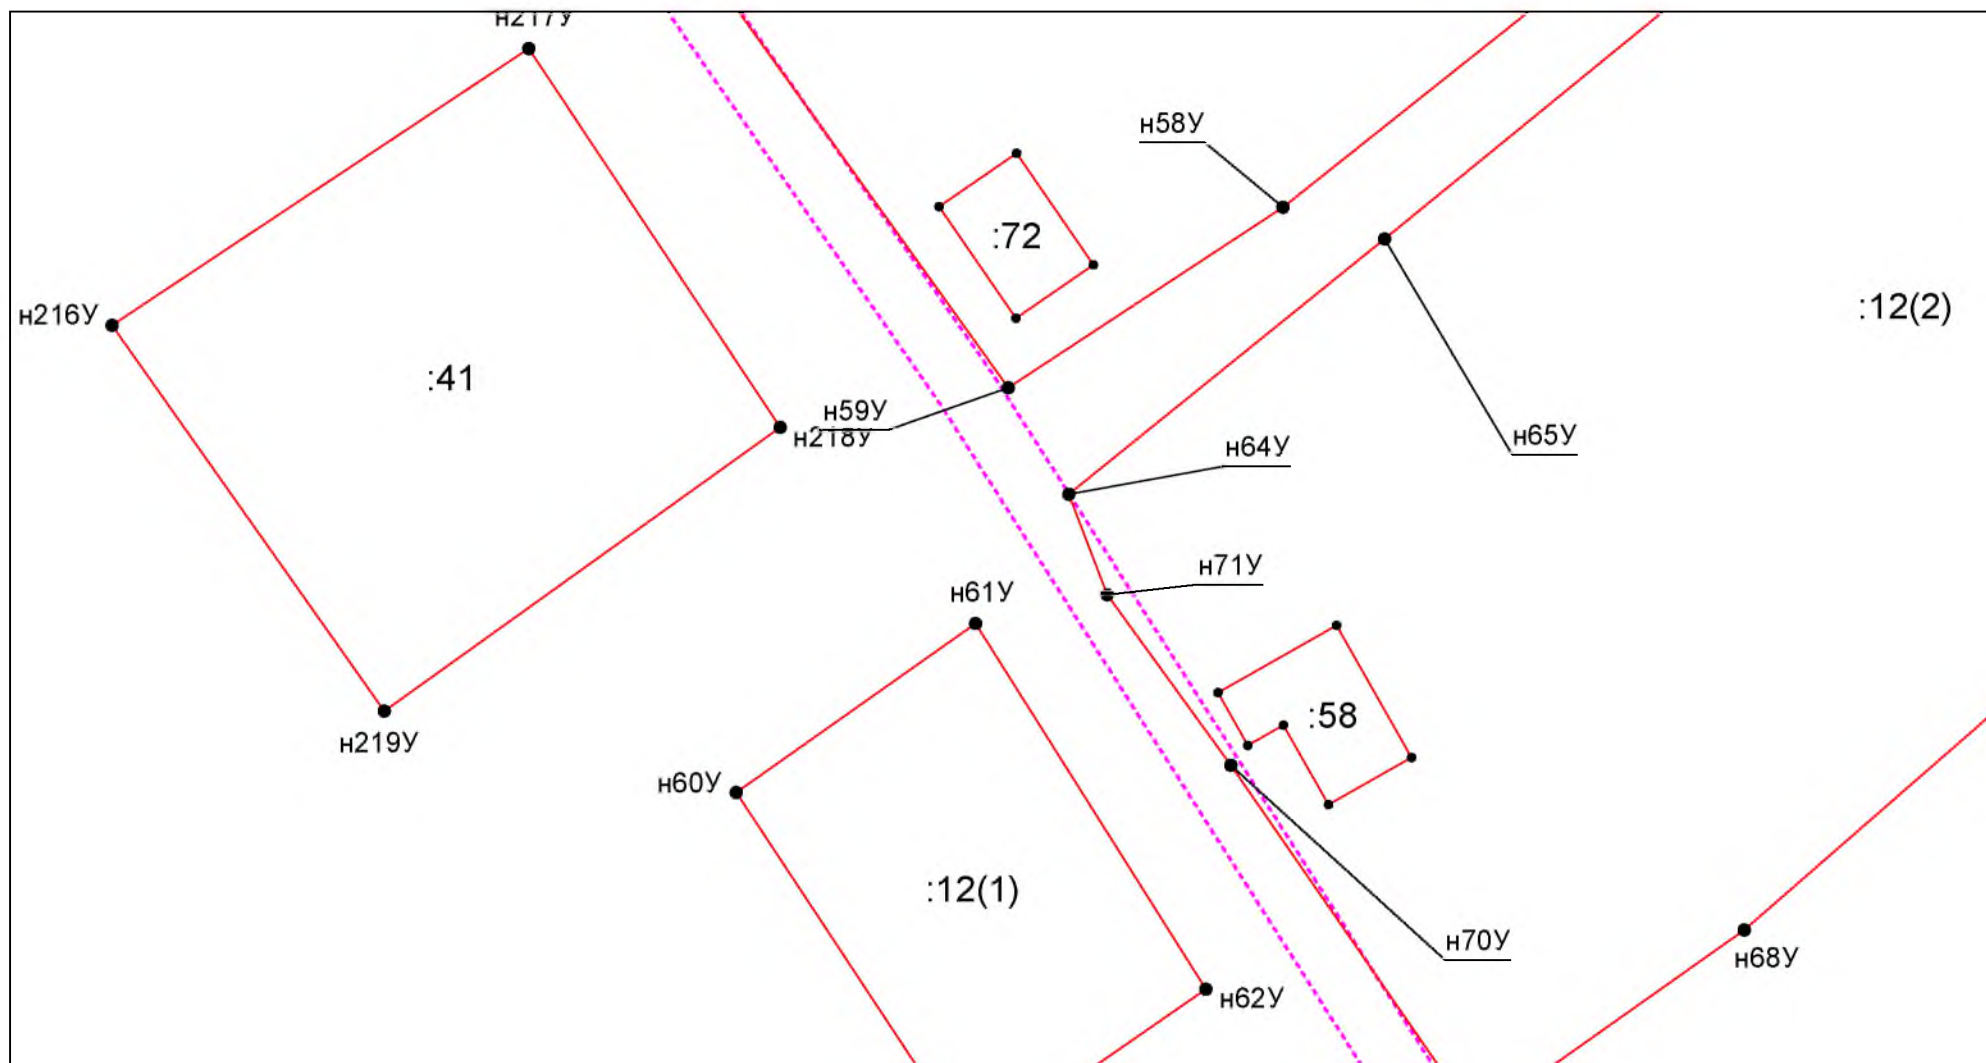 н217У
н58У
:72
:12(2)
н216У
:41
н59У
н218У
н65У
н64У
н71У
н61У
:58
н219У
н60У
:12(1)
н70У
н68У
н62У